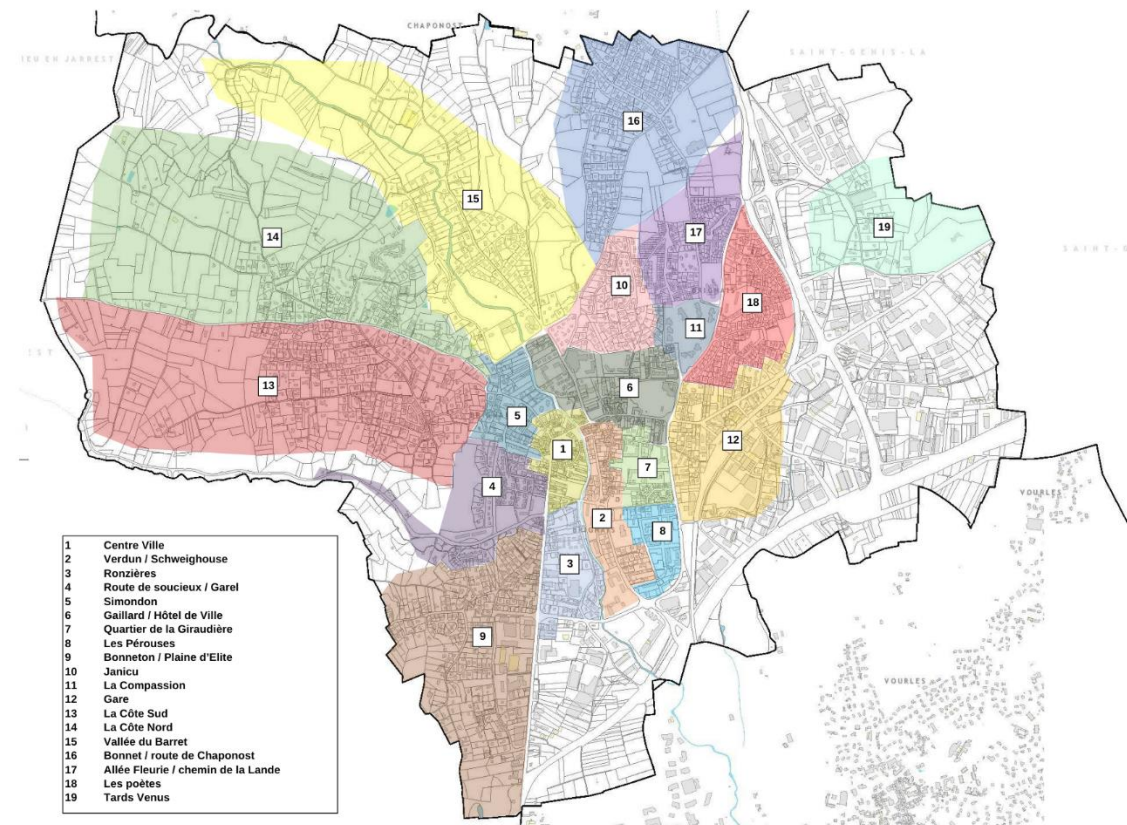 CHAPONOST
SAINT-GENIS-LA
IEU EN JARREST
16
15
19
17
14
10
18
11
13
6
5
12
1
7
4
2
8
3
9
VOURLES
VOURLES
1 Centre Ville
2 Verdun / Schweighouse
3 Ronzières
4 Route de soucieux / Garel
5 Simondon
6 Gaillard / Hôtel de Ville
7 Quartier de la Giraudière
8 Les Pérouses
9 Bonneton / Plaine d'Elite
10 Janicu
11 La Compassion
12 Gare
13 La Côte Sud
14 La Côte Nord
15 Vallée du Barret
16 Bonnet / route de Chaponost
17 Allée Fleurie / chemin de la Lande
18 Les poètes
19 Tards Venus